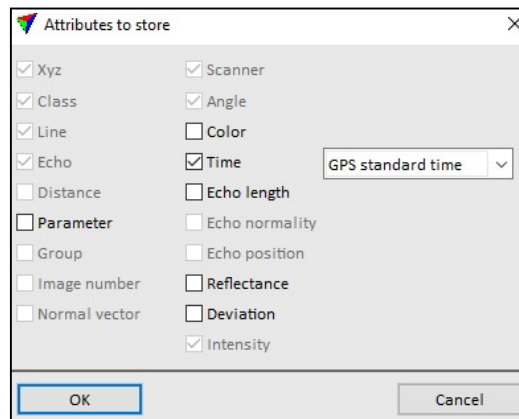 Attributes to store
Xyz
Class
Line
Echo
Distance
Parameter
Group
Image number
Normal vector
Scanner
Angle
Color
Time
GPS standard time
Echo length
Echo normality
Echo position
Reflectance
Deviation
Intensity
OK
Cancel